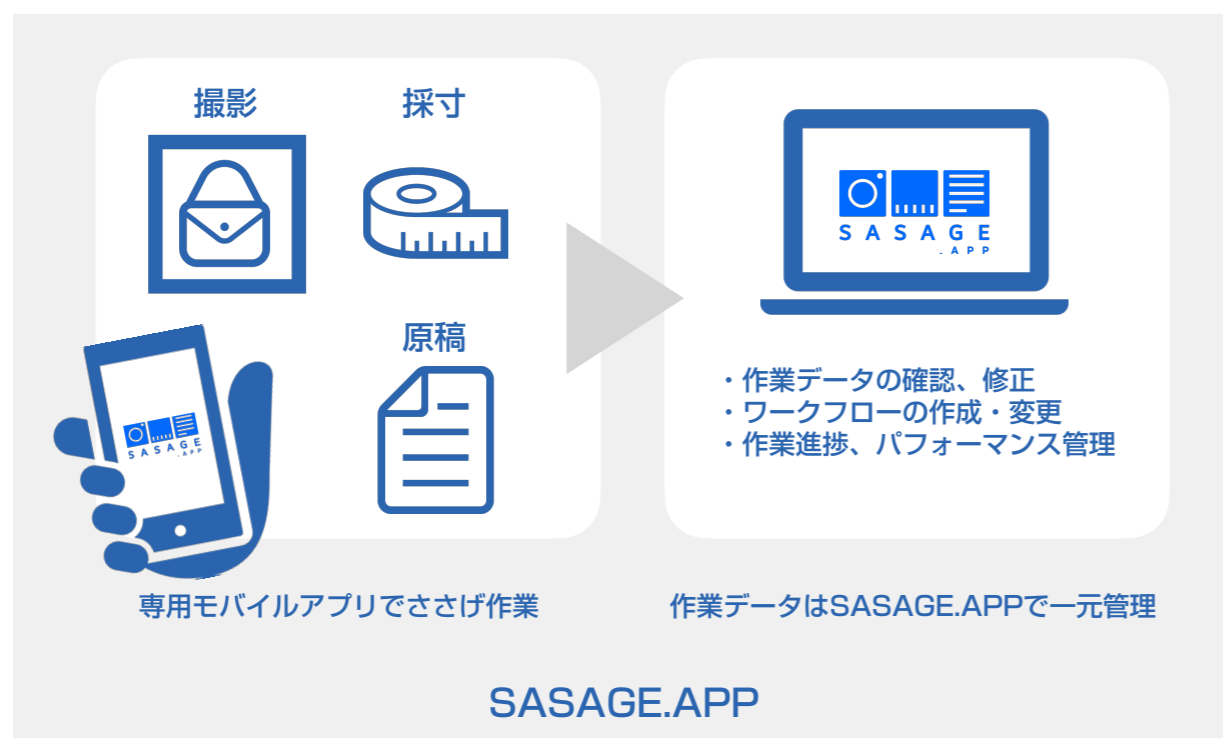 撮影
採寸
原稿
SASAGE
.APP
専用モバイルアプリでささげ作業
SASAGE
.APP
・作業データの確認、修正
・ワークフローの作成・変更
・作業進捗、パフォーマンス管理
作業データはSASAGE.APPで一元管理
SASAGE.APP